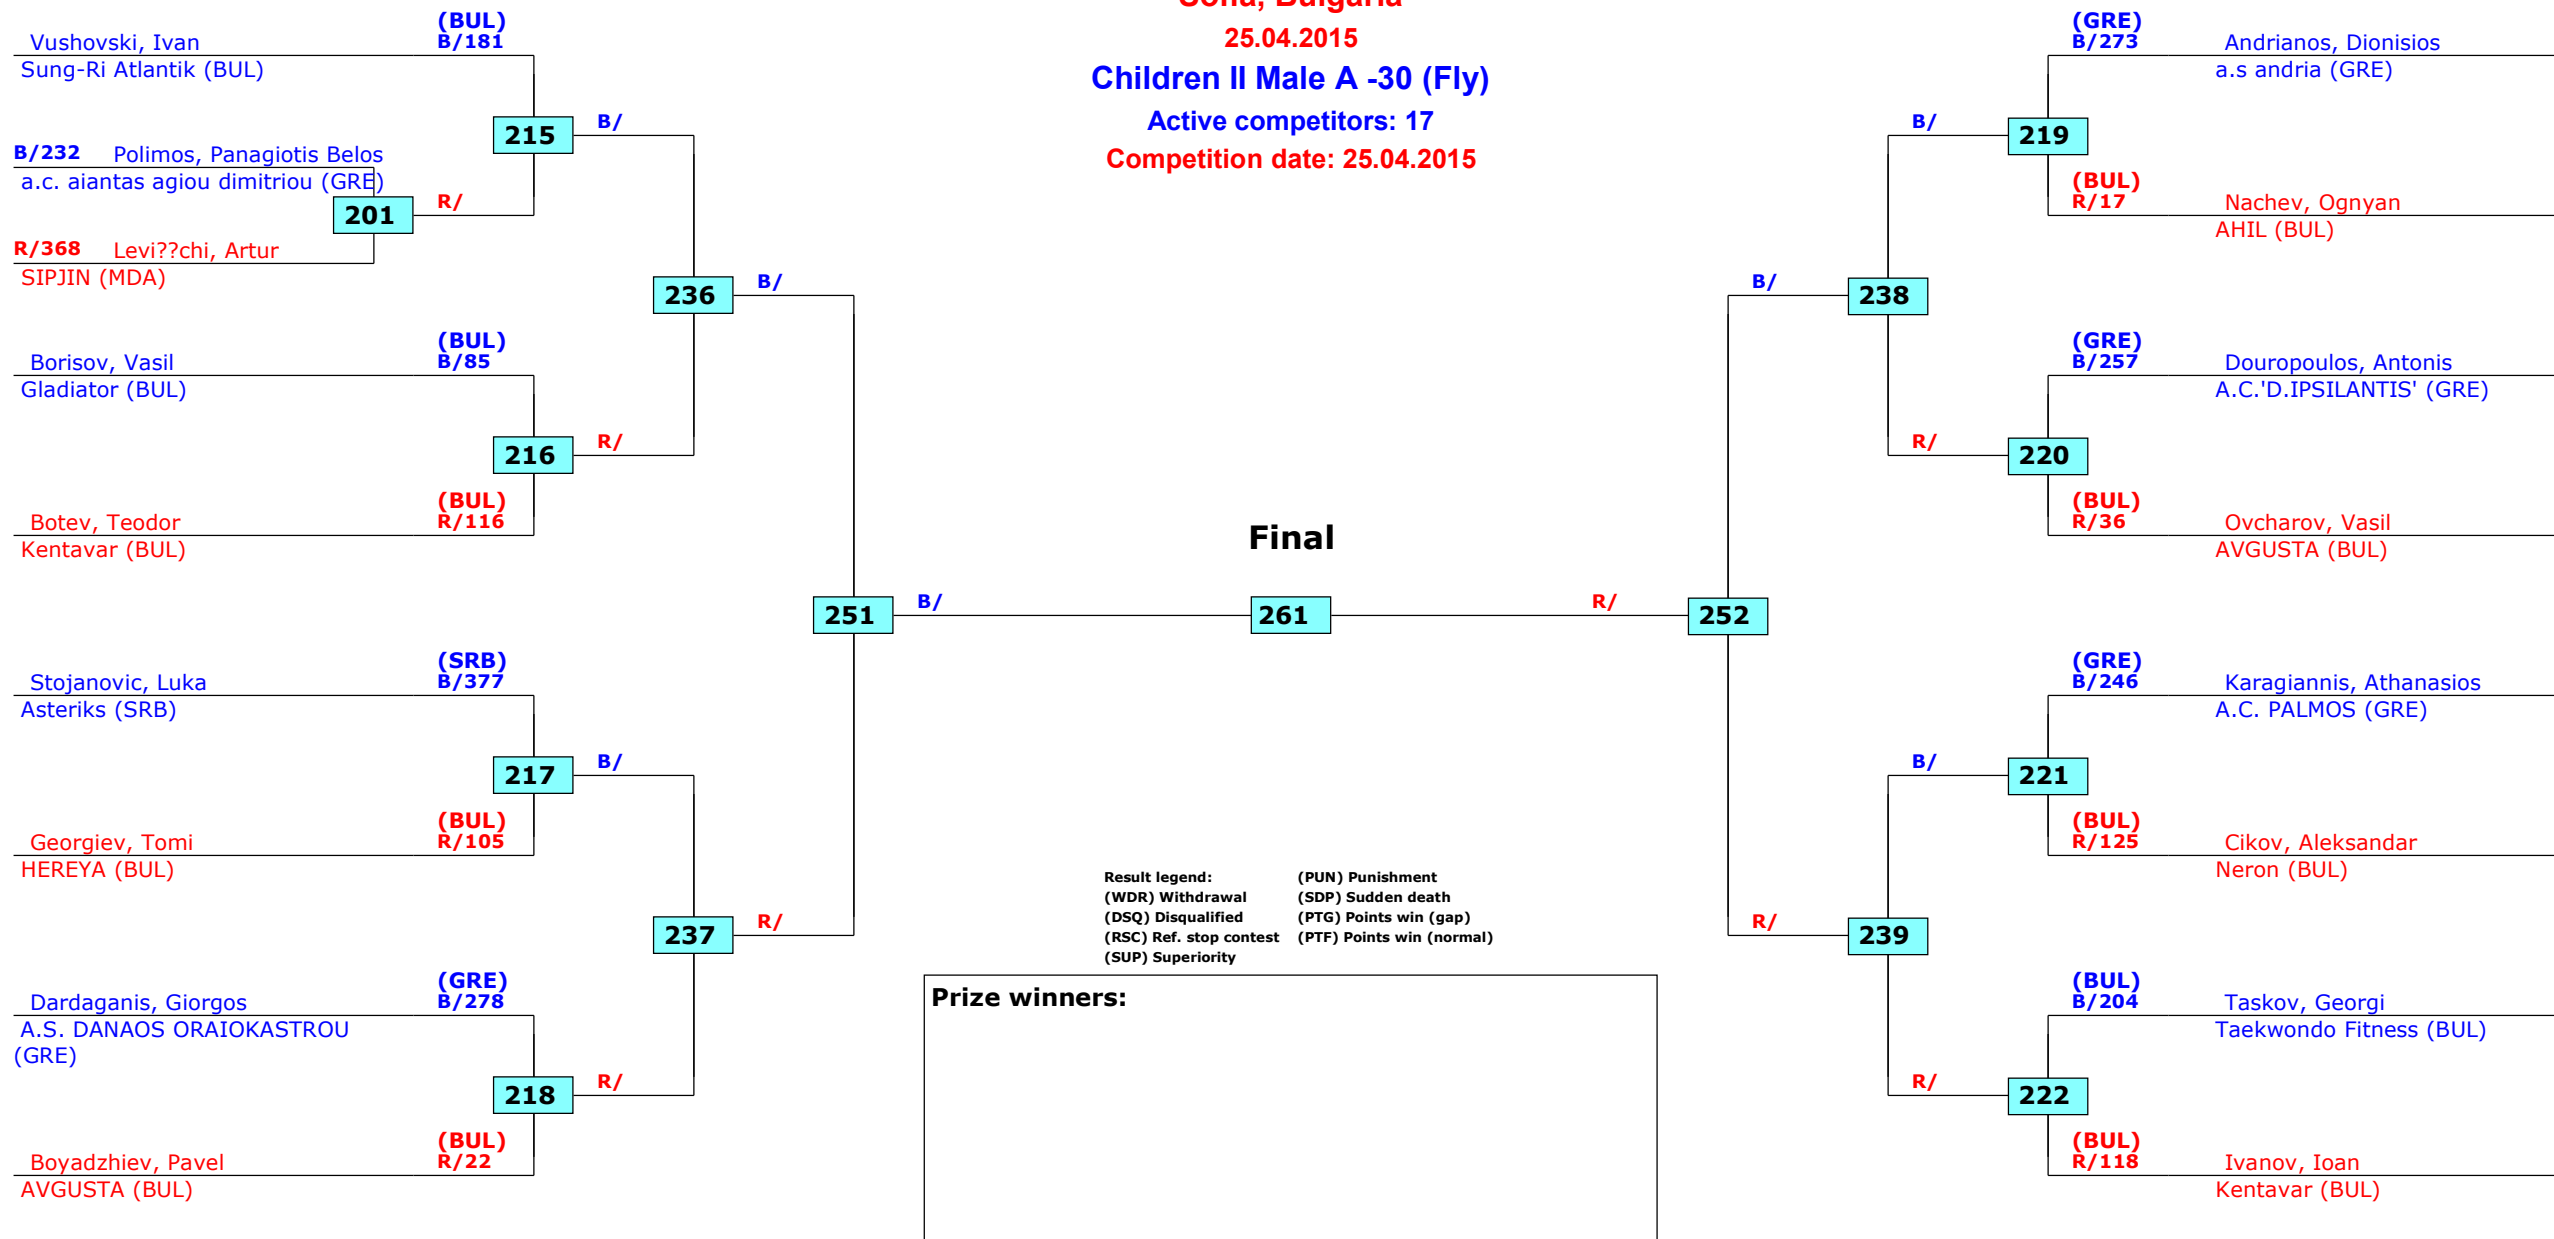 Sofia, Bulgaria
25.04.2015
Children II Male A -30 (Fly)
Active competitors: 17
Competition date: 25.04.2015
(BUL)
Vushovski, Ivan B/181
Sung-Ri Atlantik (BUL)
215 B/
B/232 Polimos, Panagiotis Belos
a.c. aiantas agiou dimitriou (GRE)
201 R/
R/368 Levi??chi, Artur
SIPJIN (MDA)
236 B/
(BUL)
Borisov, Vasil B/85
Gladiator (BUL)
216 R/
(BUL)
Botev, Teodor R/116
Kentavar (BUL)
251 B/
(SRB)
Stojanovic, Luka B/377
Asteriks (SRB)
217 B/
(BUL)
Georgiev, Tomi R/105
HEREYA (BUL)
237 R/
(GRE)
Dardaganis, Giorgos B/278
A.S. DANAOS ORAIOKASTROU
(GRE)
218 R/
(BUL)
Boyadzhiev, Pavel R/22
AVGUSTA (BUL)
Final
261
(GRE)
B/273 Andrianos, Dionisios
a.s andria (GRE)
B/ 219
(BUL)
R/17 Nachev, Ognyan
AHIL (BUL)
B/ 238
(GRE)
B/257 Douropoulos, Antonis
A.C.'D.IPSILANTIS' (GRE)
R/ 220
(BUL)
R/36 Ovcharov, Vasil
AVGUSTA (BUL)
R/ 252
(GRE)
B/246 Karagiannis, Athanasios
A.C. PALMOS (GRE)
B/ 221
(BUL)
R/125 Cikov, Aleksandar
Neron (BUL)
R/ 239
(BUL)
B/204 Taskov, Georgi
Taekwondo Fitness (BUL)
R/ 222
(BUL)
R/118 Ivanov, Ioan
Kentavar (BUL)
Result legend: (PUN) Punishment
(WDR) Withdrawal (SDP) Sudden death
(DSQ) Disqualified (PTG) Points win (gap)
(RSC) Ref. stop contest (PTF) Points win (normal)
(SUP) Superiority
Prize winners: